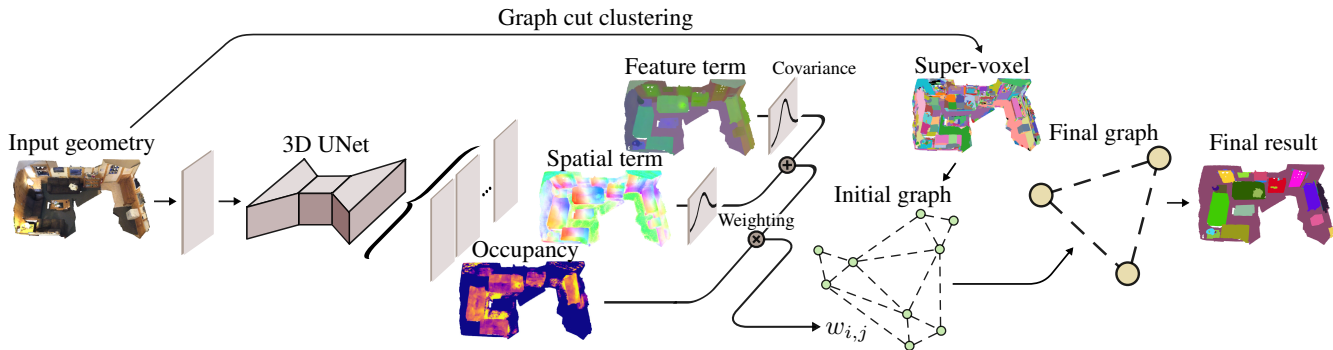 Graph cut clustering
Feature term
Covariance
Super-voxel
Input geometry
3D UNet
...
Spatial term
+
Final graph
Final result
Initial graph
Weighting
×
Occupancy
w_{i,j}